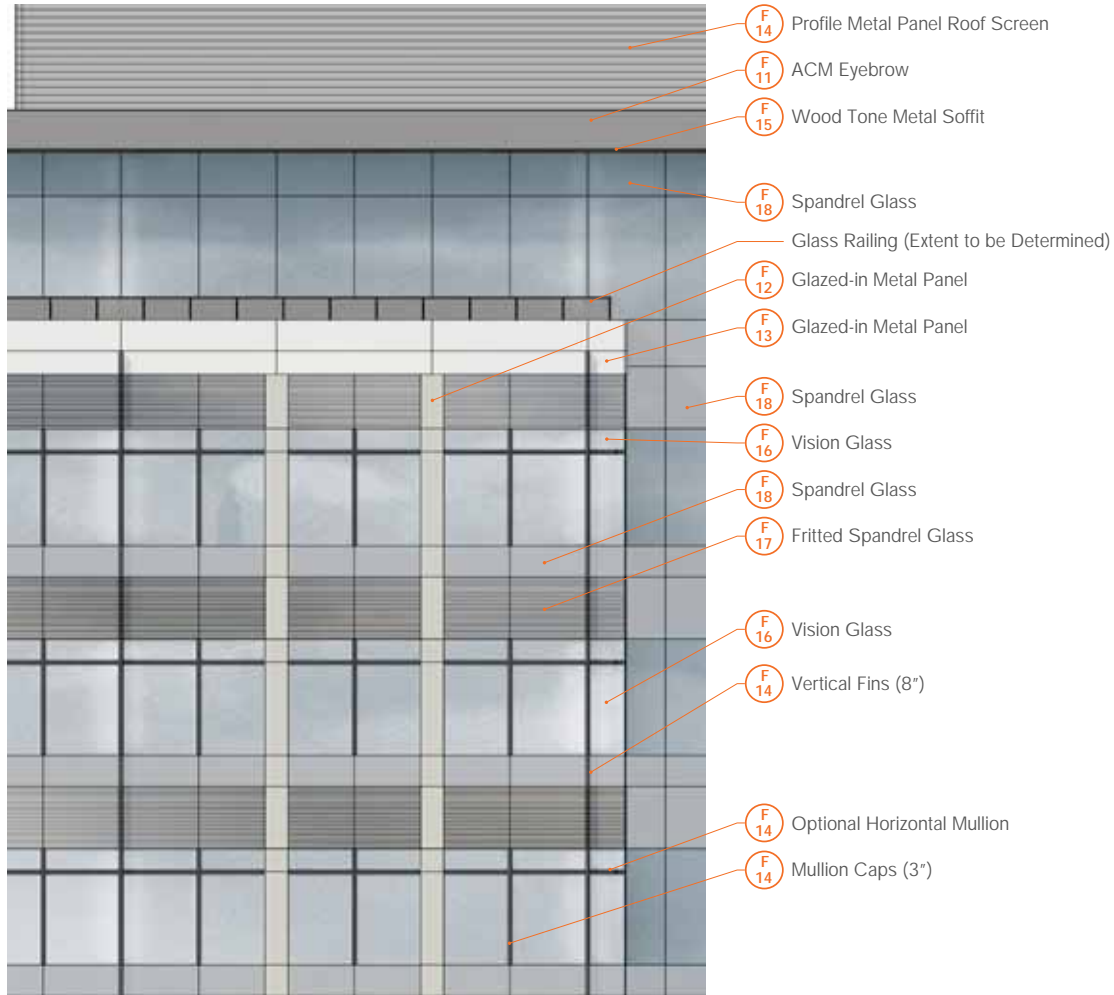 F
14
Profile Metal Panel Roof Screen
F
11
ACM Eyebrow
F
15
Wood Tone Metal Soffit
F
18
Spandrel Glass
Glass Railing (Extent to be Determined)
F
12
Glazed-in Metal Panel
F
13
Glazed-in Metal Panel
F
18
Spandrel Glass
F
16
Vision Glass
F
18
Spandrel Glass
F
17
Fritted Spandrel Glass
F
16
Vision Glass
F
14
Vertical Fins (8″)
F
14
Optional Horizontal Mullion
F
14
Mullion Caps (3″)